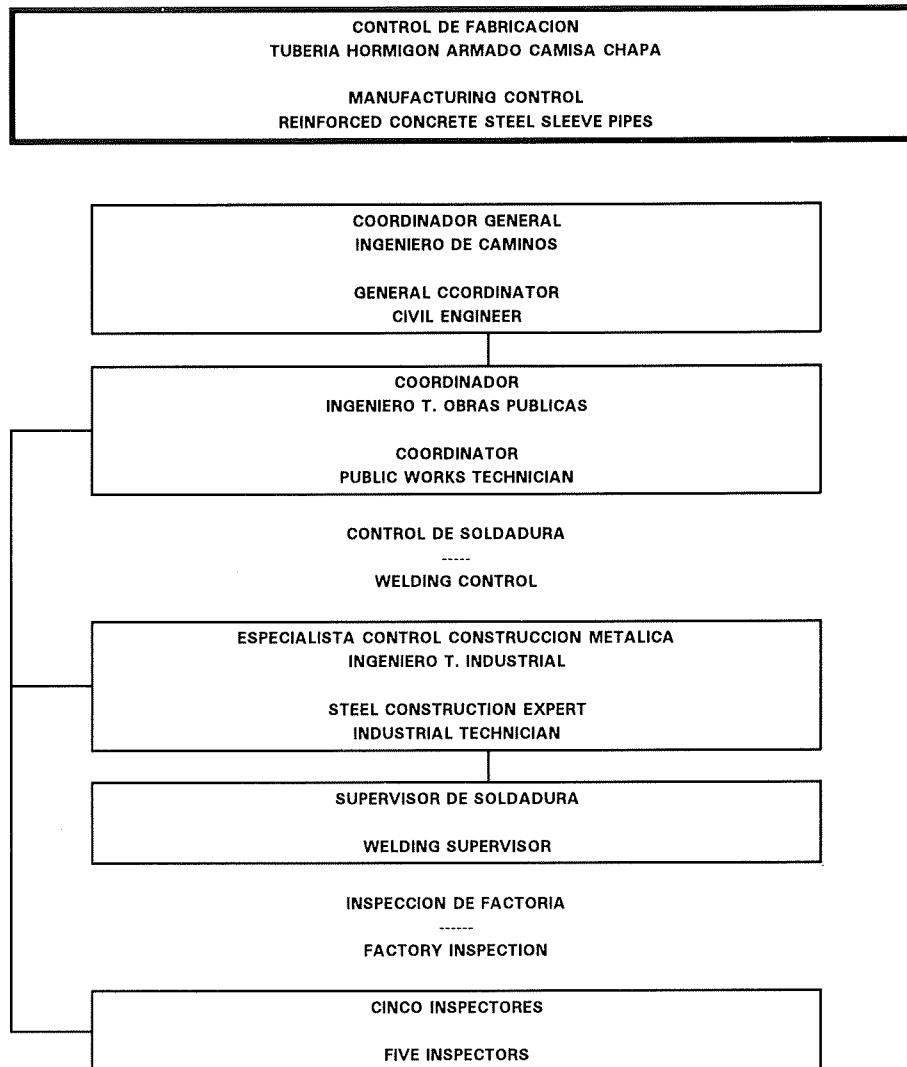 CONTROL DE FABRICACION
TUBERIA HORMIGON ARMADO CAMISA CHAPA
MANUFACTURING CONTROL
REINFORCED CONCRETE STEEL SLEEVE PIPES
COORDINADOR GENERAL
INGENIERO DE CAMINOS
GENERAL CCORDINATOR
CIVIL ENGINEER
COORDINADOR
INGENIERO T. OBRAS PUBLICAS
COORDINATOR
PUBLIC WORKS TECHNICIAN
CONTROL DE SOLDADURA
-----
WELDING CONTROL
ESPECIALISTA CONTROL CONSTRUCCION METALICA
INGENIERO T. INDUSTRIAL
STEEL CONSTRUCTION EXPERT
INDUSTRIAL TECHNICIAN
SUPERVISOR DE SOLDADURA
WELDING SUPERVISOR
INSPECCION DE FACTORIA
------
FACTORY INSPECTION
CINCO INSPECTORES
FIVE INSPECTORS